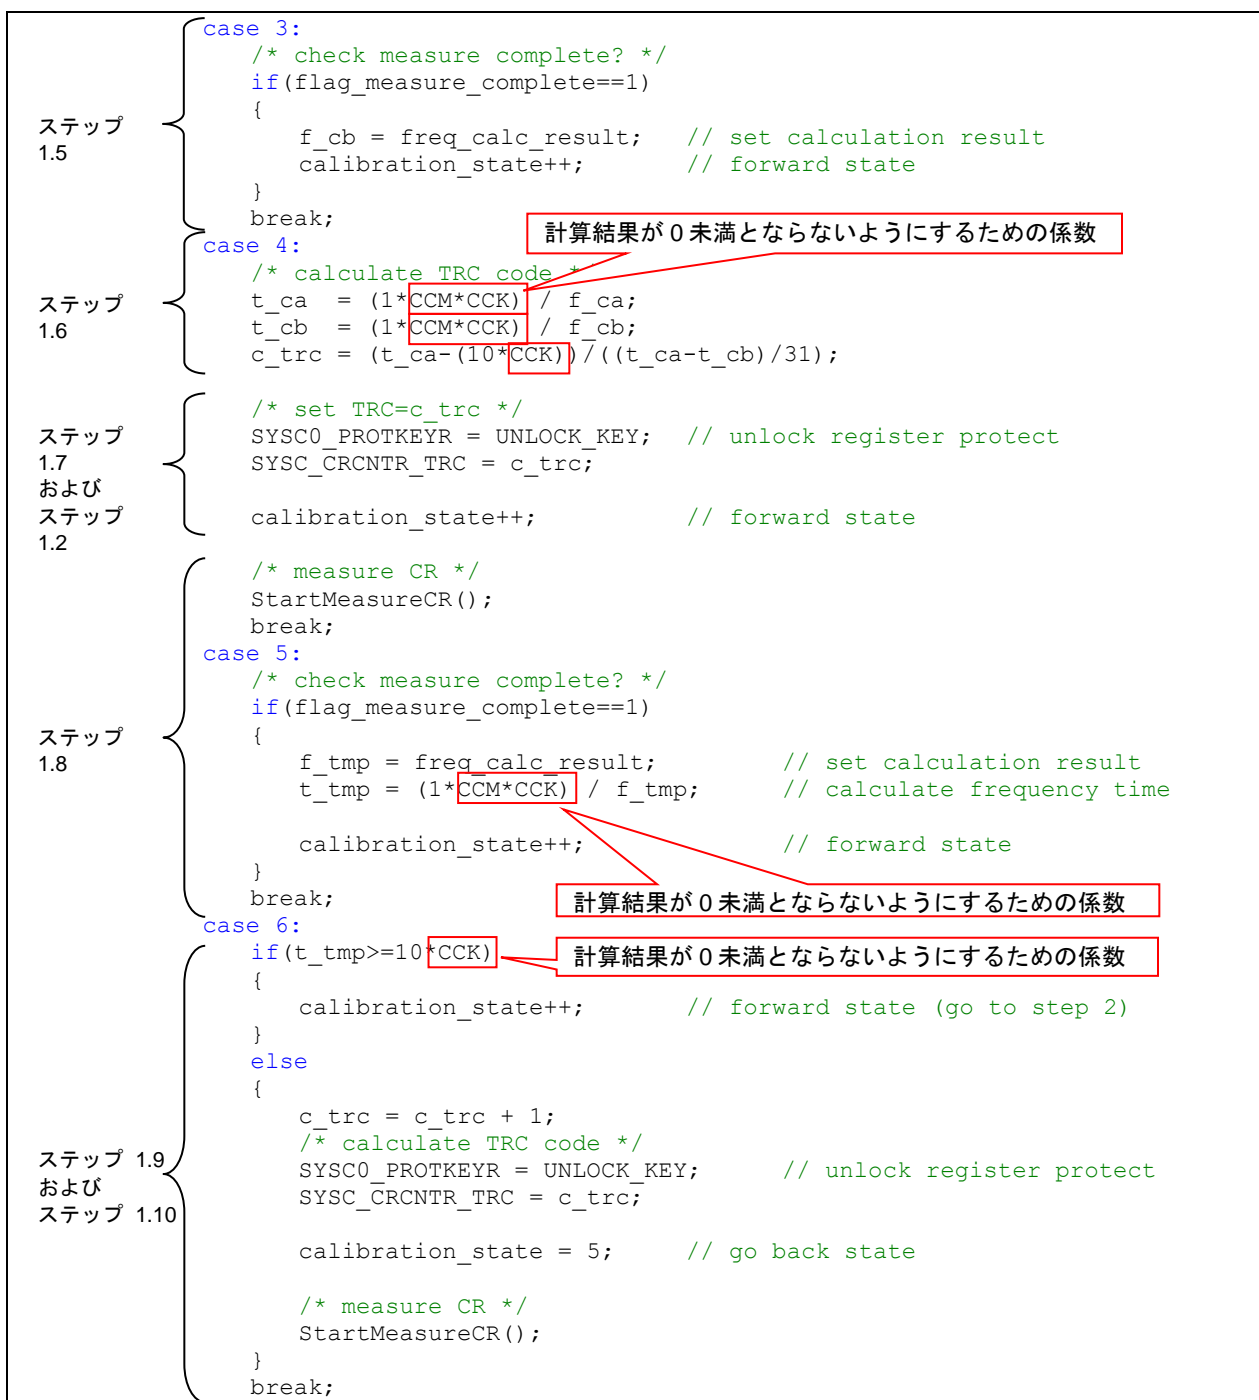 case 3:
/* check measure complete? */
if(flag_measure_complete==1)
{
ステップ
1.5
f_cb = freq_calc_result; // set calculation result
calibration_state++; // forward state
}
break;
計算結果が 0 未満とならないようにするための係数
case 4:
/* calculate TRC code */
ステップ
1.6
t_ca = (1*CCM*CCK) / f_ca;
t_cb = (1*CCM*CCK) / f_cb;
c_trc = (t_ca-(10*CCK))/((t_ca-t_cb)/31);
/* set TRC=c_trc */
ステップ
1.7
および
ステップ
1.2
SYSC0_PROTKEYR = UNLOCK_KEY; // unlock register protect
SYSC_CRCNTR_TRC = c_trc;
calibration_state++; // forward state
/* measure CR */
StartMeasureCR();
break;
case 5:
/* check measure complete? */
if(flag_measure_complete==1)
ステップ
1.8
{
f_tmp = freq_calc_result; // set calculation result
t_tmp = (1*CCM*CCK) / f_tmp; // calculate frequency time
calibration_state++; // forward state
}
break;
計算結果が 0 未満とならないようにするための係数
case 6:
if(t_tmp>=10*CCK)
計算結果が 0 未満とならないようにするための係数
{
calibration_state++; // forward state (go to step 2)
}
else
{
c_trc = c_trc + 1;
/* calculate TRC code */
ステップ 1.9
および
ステップ 1.10
SYSC0_PROTKEYR = UNLOCK_KEY; // unlock register protect
SYSC_CRCNTR_TRC = c_trc;
calibration_state = 5; // go back state
/* measure CR */
StartMeasureCR();
}
break;